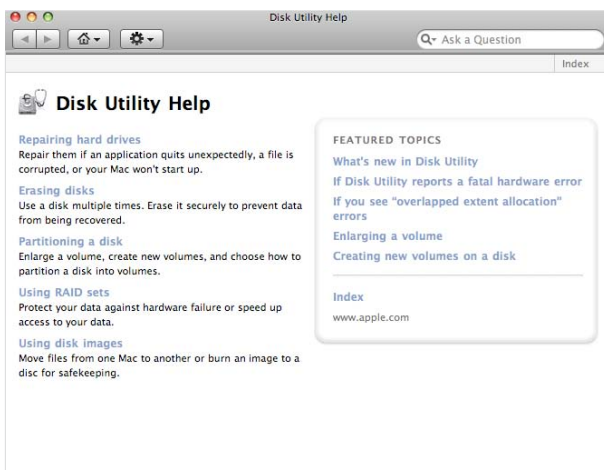 Disk Utility Help
Ask a Question
Index
Disk Utility Help
Repairing hard drives
Repair them if an application quits unexpectedly, a file is
corrupted, or your Mac won't start up.
Erasing disks
Use a disk multiple times. Erase it securely to prevent data
from being recovered.
Partitioning a disk
Enlarge a volume, create new volumes, and choose how to
partition a disk into volumes.
Using RAID sets
Protect your data against hardware failure or speed up
access to your data.
Using disk images
Move files from one Mac to another or burn an image to a
disc for safekeeping.
FEATURED TOPICS
What's new in Disk Utility
If Disk Utility reports a fatal hardware error
If you see "overlapped extent allocation"
errors
Enlarging a volume
Creating new volumes on a disk
Index
www.apple.com